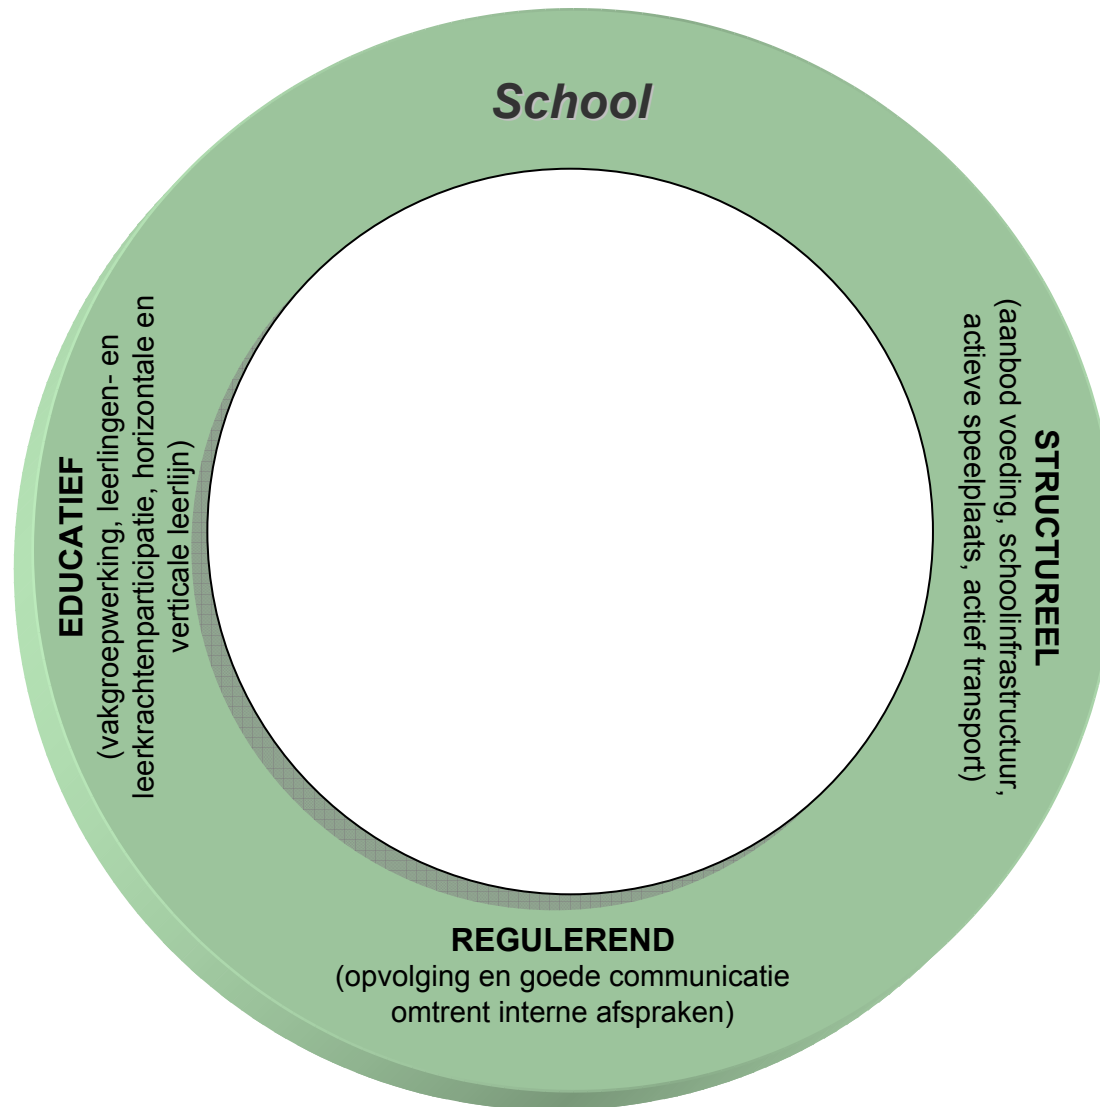 School
EDUCATIEF
(vakgroepwerking, leerlingen- en
leerkrachtenparticipatie, horizontale en
verticale leerlijn)
STRUCTUREEL
(aanbod voeding, schoolinfrastructuur,
actieve speelplaats, actief transport)
REGULEREND
(opvolging en goede communicatie
omtrent interne afspraken)